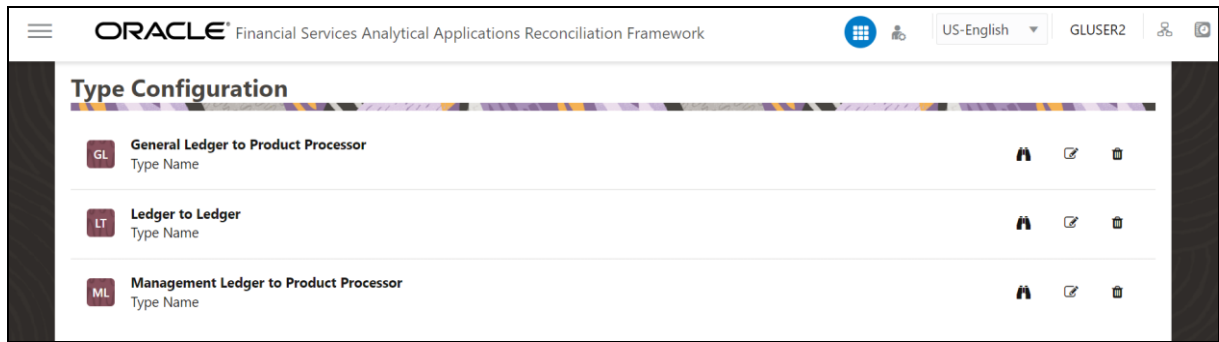 ORACLE® Financial Services Analytical Applications Reconciliation Framework US-English GLUSER2
Type Configuration
GL General Ledger to Product Processor
Type Name
LT Ledger to Ledger
Type Name
ML Management Ledger to Product Processor
Type Name